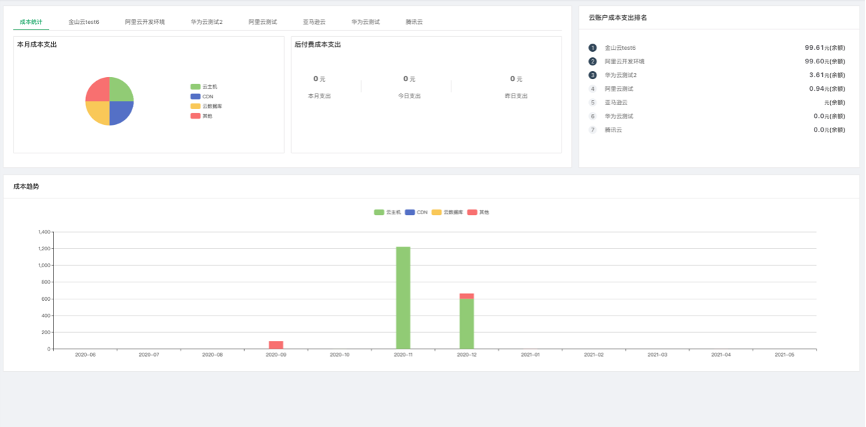 成本统计 金山云test6 阿里云开发环境 华为云测试2 阿里云测试 亚马逊云 华为云测试 腾讯云
本月成本支出
云主机
CDN
云数据库
其他
后付费成本支出
0 元 0 元 0 元
本月支出 今日支出 昨日支出
云账户成本支出排名
1 金山云test6 99.61元(余额)
2 阿里云开发环境 99.60元(余额)
3 华为云测试2 3.61元(余额)
4 阿里云测试 0.94元(余额)
5 亚马逊云 元(余额)
6 华为云测试 0.0元(余额)
7 腾讯云 0.0元(余额)
成本趋势
云主机 CDN 云数据库 其他
1,400
1,200
1,000
800
600
400
200
0
2020-06 2020-07 2020-08 2020-09 2020-10 2020-11 2020-12 2021-01 2021-02 2021-03 2021-04 2021-05